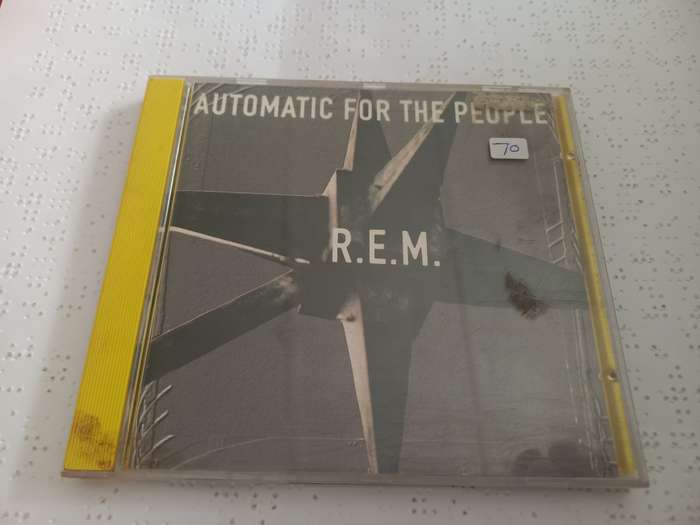 AUTOMATIC FOR THE PEOPLE
70
R.E.M.